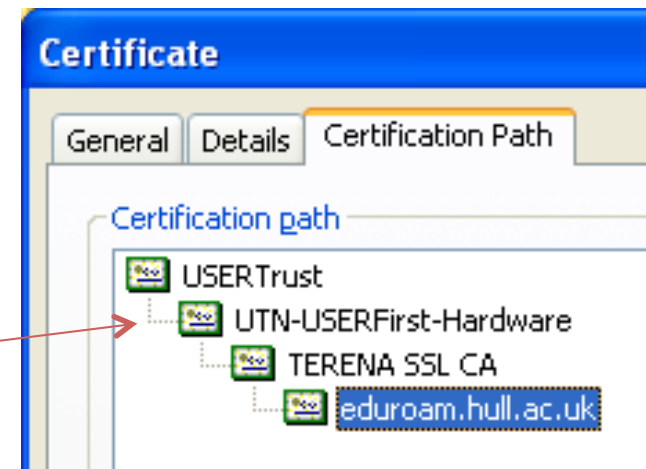 Certificate
General Details Certification Path
Certification path
USERTrust
UTN-USERFirst-Hardware
TERENA SSL CA
eduroam.hull.ac.uk